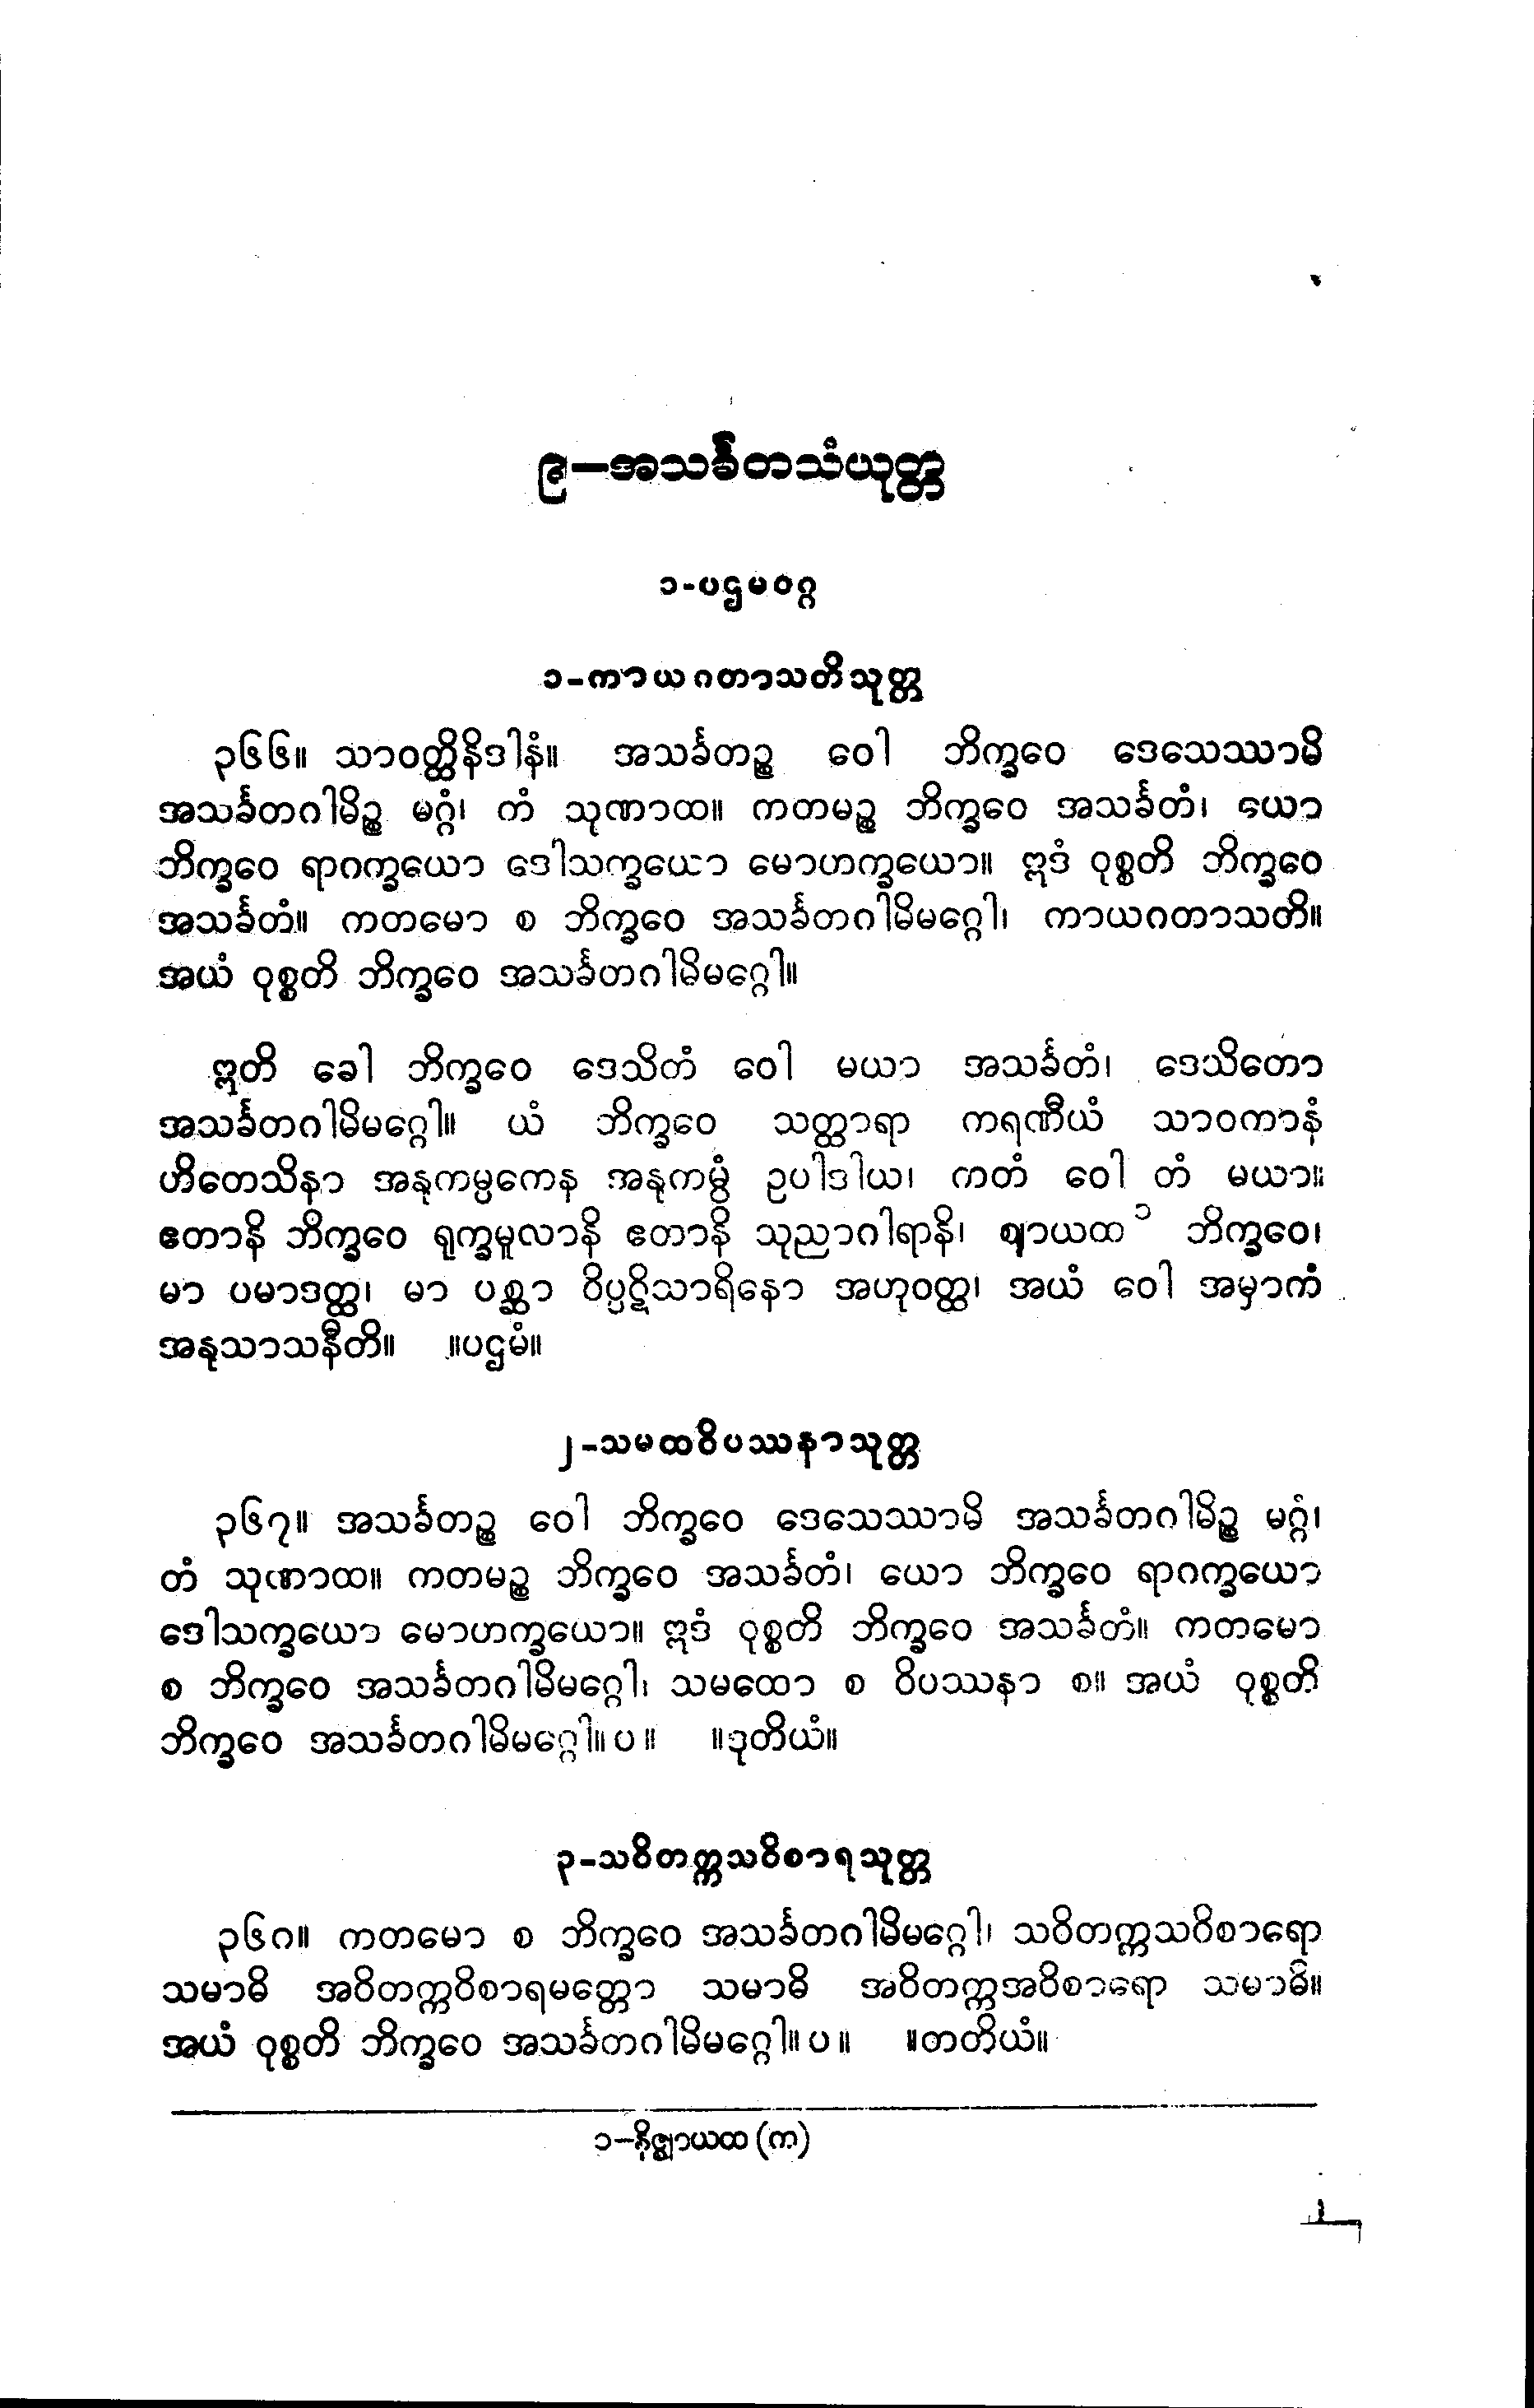 ၉–အသင်္ခတသံယုတ္တ
၁-ပဌမဝဂ္ဂ
၁-ကာယဂတာသတိသုတ္တ
၃၆၆။ သာဝတ္ထိနိဒါနံ။ အသင်္ခတဉ္စ ဝေါ ဘိက္ခဝေ ဒေသေဿာမိ
အသင်္ခတဂါမိဉ္စ မဂ္ဂံ၊ တံ သုဏာထ။ ကတမဉ္စ ဘိက္ခဝေ အသင်္ခတံ၊ ယော
ဘိက္ခဝေ ရာဂက္ခယော ဒေါသက္ခယော မောဟက္ခယော။ ဣဒံ ဝုစ္စတိ ဘိက္ခဝေ
အသင်္ခတံ။ ကတမော စ ဘိက္ခဝေ အသင်္ခတဂါမိမဂ္ဂေါ၊ ကာယဂတာသတိ။
အယံ ဝုစ္စတိ ဘိက္ခဝေ အသင်္ခတဂါမိမဂ္ဂေါ။
ဣတိ ခေါ ဘိက္ခဝေ ဒေသိတံ ဝေါ မယာ အသင်္ခတံ၊ ဒေသိတော
အသင်္ခတဂါမိမဂ္ဂေါ။ ယံ ဘိက္ခဝေ သတ္ထာရာ ကရဏီယံ သာဝကာနံ
ဟိတေသိနာ အနုကမ္ပကေန အနုကမ္ပံ ဥပါဒါယ၊ ကတံ ဝေါ တံ မယာ။
ဧတာနိ ဘိက္ခဝေ ရုက္ခမူလာနိ ဧတာနိ သုညာဂါရာနိ၊ ဈာယထ ၁ ဘိက္ခဝေ၊
မာ ပမာဒတ္ထ၊ မာ ပစ္ဆာ ဝိပ္ပဋိသာရိနော အဟုဝတ္ထ၊ အယံ ဝေါ အမှာကံ
အနုသာသနီတိ။ ။ပဌမံ။
၂-သမထဝိပဿနာသုတ္တ
၃၆၇။ အသင်္ခတဉ္စ ဝေါ ဘိက္ခဝေ ဒေသေဿာမိ အသင်္ခတဂါမိဉ္စ မဂ္ဂံ၊
တံ သုဏာထ။ ကတမဉ္စ ဘိက္ခဝေ အသင်္ခတံ၊ ယော ဘိက္ခဝေ ရာဂက္ခယော
ဒေါသက္ခယော မောဟက္ခယော။ ဣဒံ ဝုစ္စတိ ဘိက္ခဝေ အသင်္ခတံ။ ကတမော
စ ဘိက္ခဝေ အသင်္ခတဂါမိမဂ္ဂေါ၊ သမထော စ ဝိပဿနာ စ။ အယံ ဝုစ္စတိ
ဘိက္ခဝေ အသင်္ခတဂါမိမဂ္ဂေါ။ ပ ။ ။ဒုတိယံ။
၃-သဝိတက္ကသဝိစာရသုတ္တ
၃၆၈။ ကတမော စ ဘိက္ခဝေ အသင်္ခတဂါမိမဂ္ဂေါ၊ သဝိတက္ကသဝိစာရော
သမာဓိ အဝိတက္ကဝိစာရမတ္တော သမာဓိ အဝိတက္ကအဝိစာရော သမာဓိ။
အယံ ဝုစ္စတိ ဘိက္ခဝေ အသင်္ခတဂါမိမဂ္ဂေါ။ ပ ။ ။တတိယံ။
၁–နိဇ္ဈာယထ (က)